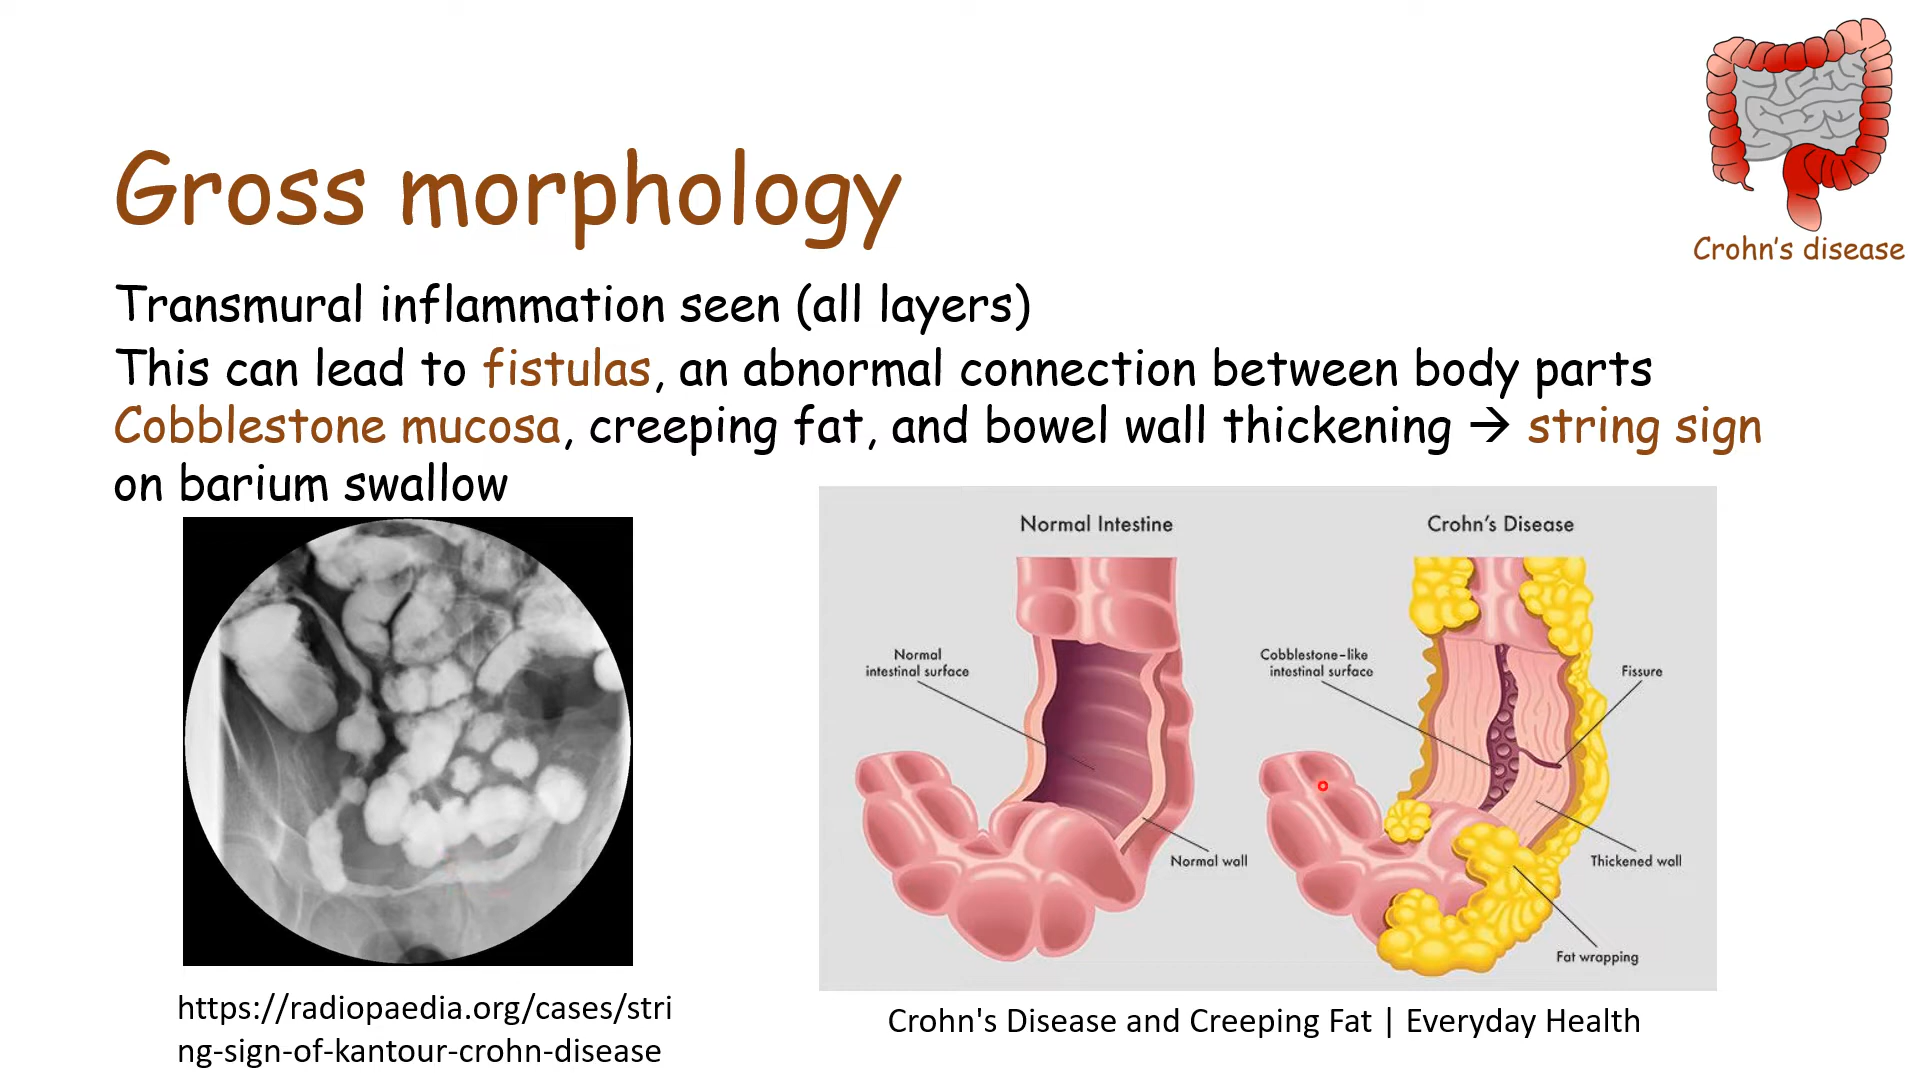 Crohn's disease
Gross morphology
Transmural inflammation seen (all layers)
This can lead to fistulas, an abnormal connection between body parts
Cobblestone mucosa, creeping fat, and bowel wall thickening → string sign
on barium swallow
Normal Intestine
Crohn's Disease
Normal
intestinal surface
Normal wall
Cobblestone-like
intestinal surface
Fissure
Thickened wall
Fat wrapping
https://radiopaedia.org/cases/stri
ng-sign-of-kantour-crohn-disease
Crohn's Disease and Creeping Fat | Everyday Health